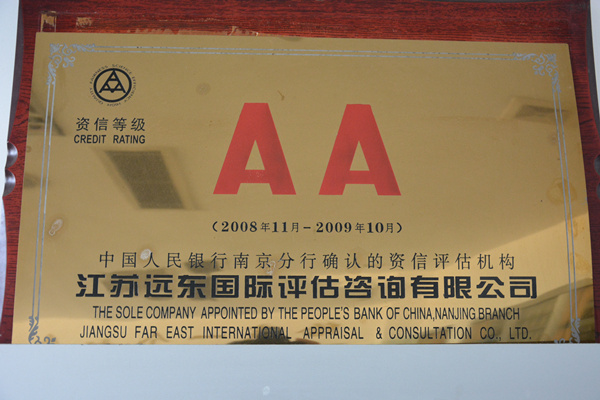 资信等级
CREDIT RATING
AA
(2008年11月-2009年10月)
中国人民银行南京分行确认的资信评估机构
江苏远东国际评估咨询有限公司
THE SOLE COMPANY APPOINTED BY THE PEOPLE'S BANK OF CHINA,NANJING BRANCH
JIANGSU FAR EAST INTERNATIONAL APPRAISAL & CONSULTATION CO., LTD.